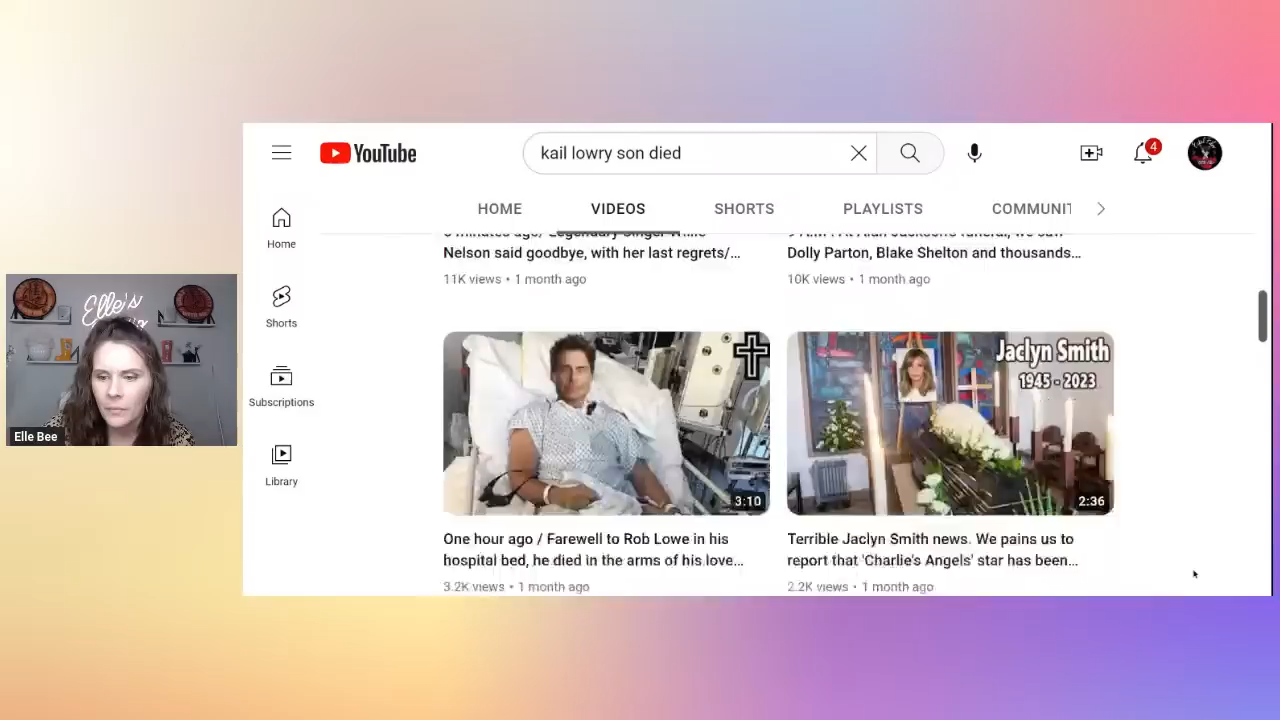 YouTube
kail lowry son died
4
HOME VIDEOS SHORTS PLAYLISTS COMMUNIT
Home
Shorts
Subscriptions
Library
Elle's
Elle Bee
Nelson said goodbye, with her last regrets/...
11K views • 1 month ago
Dolly Parton, Blake Shelton and thousands...
10K views • 1 month ago
3:10
One hour ago / Farewell to Rob Lowe in his
hospital bed, he died in the arms of his love...
3.2K views • 1 month ago
Jaclyn Smith
1945 - 2023
2:36
Terrible Jaclyn Smith news. We pains us to
report that 'Charlie's Angels' star has been...
2.2K views • 1 month ago